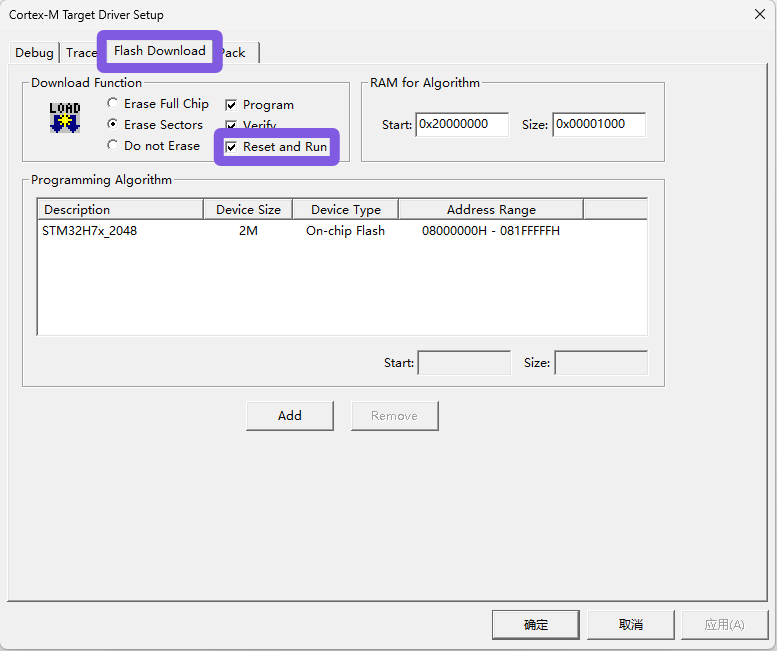 Cortex-M Target Driver Setup
Debug Trace Flash Download Pack
Download Function
LOAD
Erase Full Chip
Erase Sectors
Do not Erase
Program
Verify
Reset and Run
RAM for Algorithm
Start: 0x20000000 Size: 0x00001000
Programming Algorithm
Description Device Size Device Type Address Range
STM32H7x_2048 2M On-chip Flash 08000000H - 081FFFFFH
Start: Size:
Add Remove
确定 取消 应用(A)